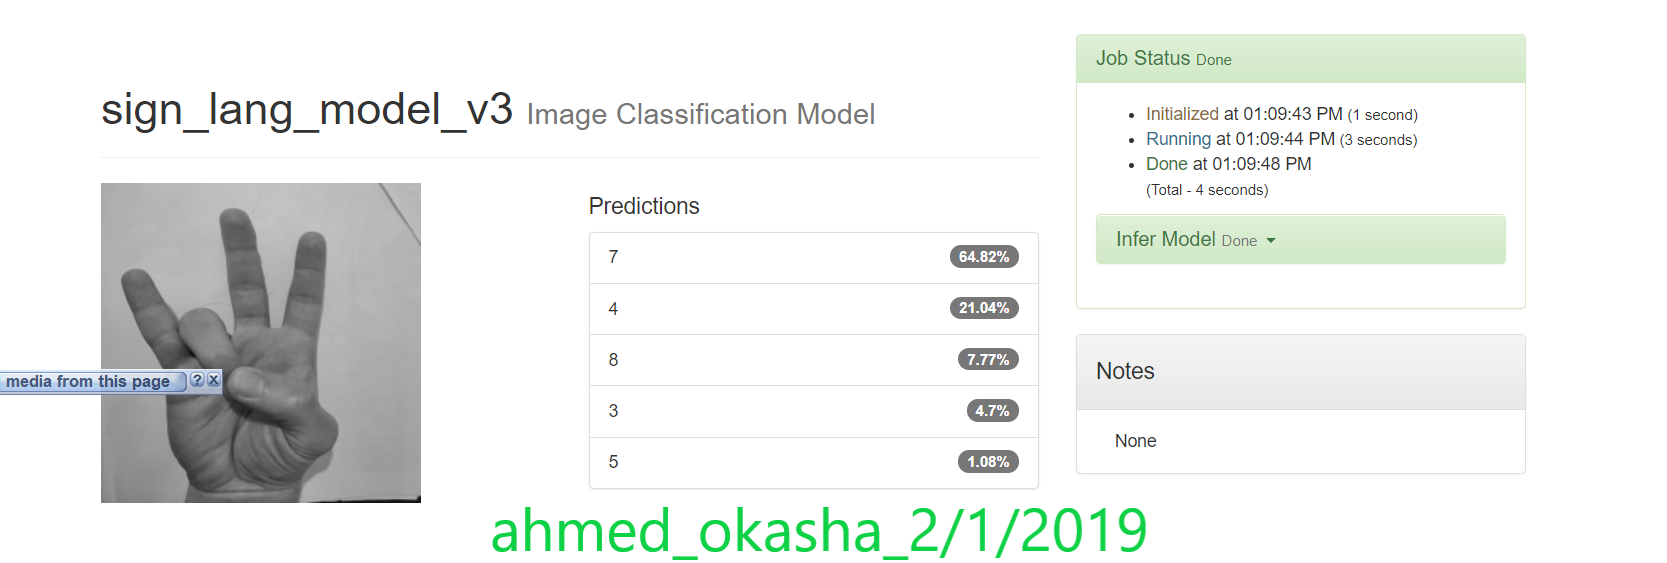 sign_lang_model_v3 Image Classification Model
Predictions
7 64.82%
4 21.04%
8 7.77%
3 4.7%
5 1.08%
media from this page ? x
Job Status Done
Initialized at 01:09:43 PM (1 second)
Running at 01:09:44 PM (3 seconds)
Done at 01:09:48 PM
(Total - 4 seconds)
Infer Model Done
Notes
None
ahmed_okasha_2/1/2019